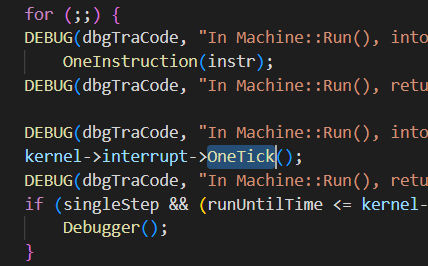 for (;;) {
DEBUG(dbgTraCode, "In Machine::Run(), into
OneInstruction(instr);
DEBUG(dbgTraCode, "In Machine::Run(), retu
DEBUG(dbgTraCode, "In Machine::Run(), into
kernel->interrupt->OneTick();
DEBUG(dbgTraCode, "In Machine::Run(), retu
if (singleStep && (runUntilTime <= kernel-
Debugger();
}